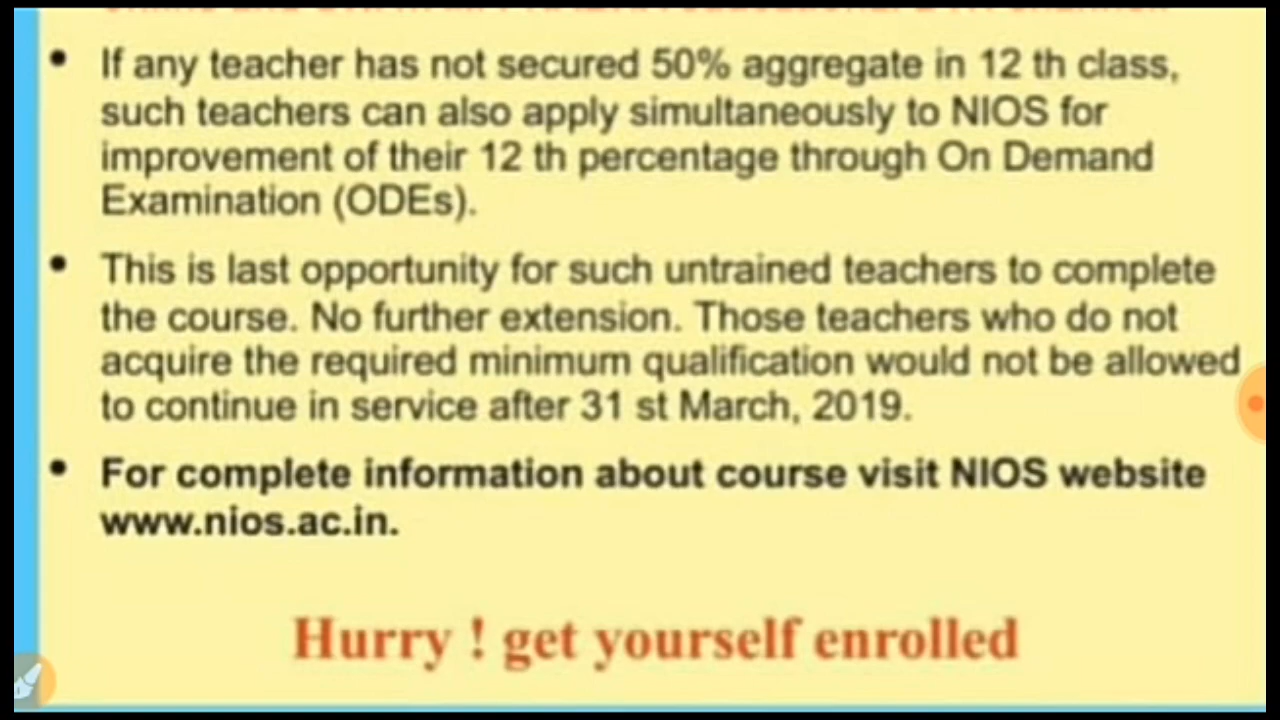 If any teacher has not secured 50% aggregate in 12 th class,
such teachers can also apply simultaneously to NIOS for
improvement of their 12 th percentage through On Demand
Examination (ODEs).
This is last opportunity for such untrained teachers to complete
the course. No further extension. Those teachers who do not
acquire the required minimum qualification would not be allowed
to continue in service after 31 st March, 2019.
For complete information about course visit NIOS website
www.nios.ac.in.
Hurry ! get yourself enrolled